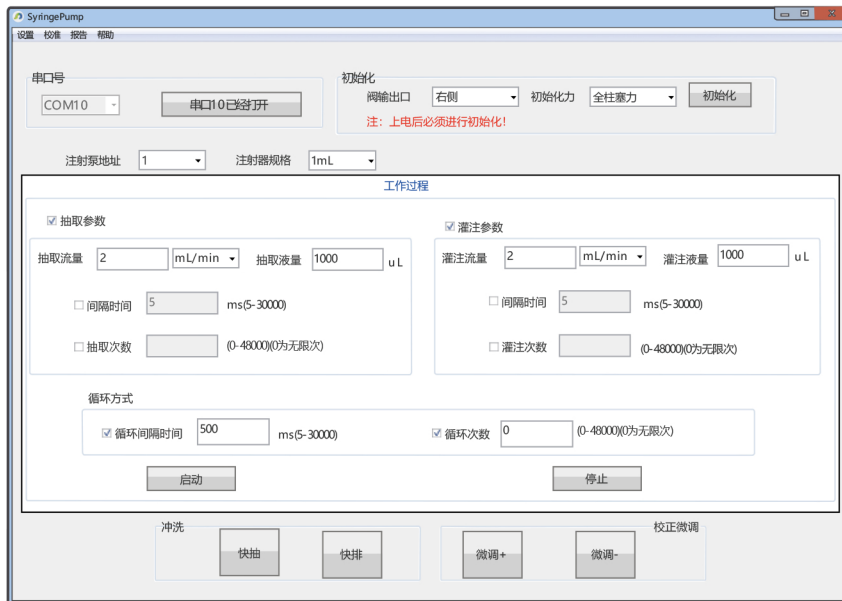 SyringePump
设置 校准 报告 帮助
串口号
COM10 串口10已经打开
初始化
阀输出口 右侧 初始化力 全柱塞力 初始化
注：上电后必须进行初始化！
注射泵地址 1 注射器规格 1mL
工作过程
抽取参数
抽取流量 2 mL/min 抽取液量 1000 uL
间隔时间 5 ms(5-30000)
抽取次数 (0-48000)(0为无限次)
灌注参数
灌注流量 2 mL/min 灌注液量 1000 uL
间隔时间 5 ms(5-30000)
灌注次数 (0-48000)(0为无限次)
循环方式
循环间隔时间 500 ms(5-30000) 循环次数 0 (0-48000)(0为无限次)
启动 停止
冲洗
快抽 快排
校正微调
微调+ 微调-